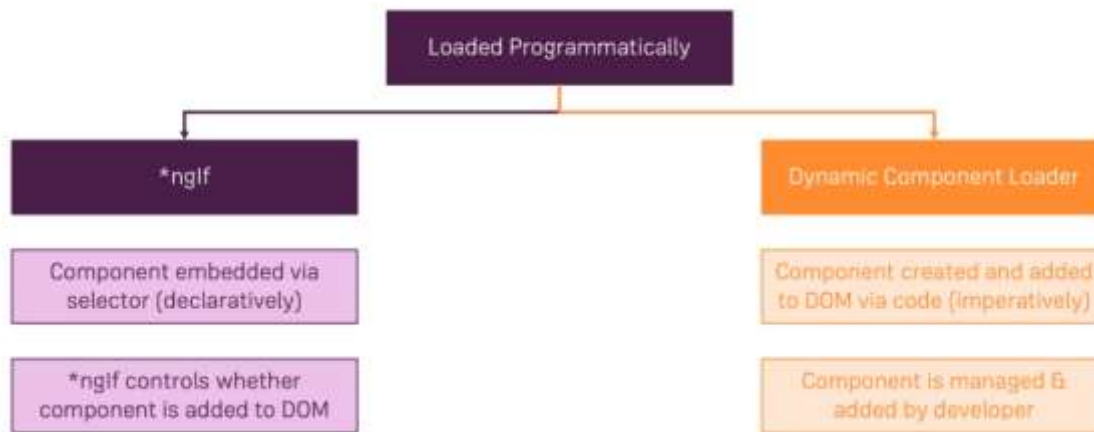 Loaded Programmatically
*ngIf
Dynamic Component Loader
Component embedded via
selector (declaratively)
Component created and added
to DOM via code (imperatively)
*ngIf controls whether
component is added to DOM
Component is managed &
added by developer